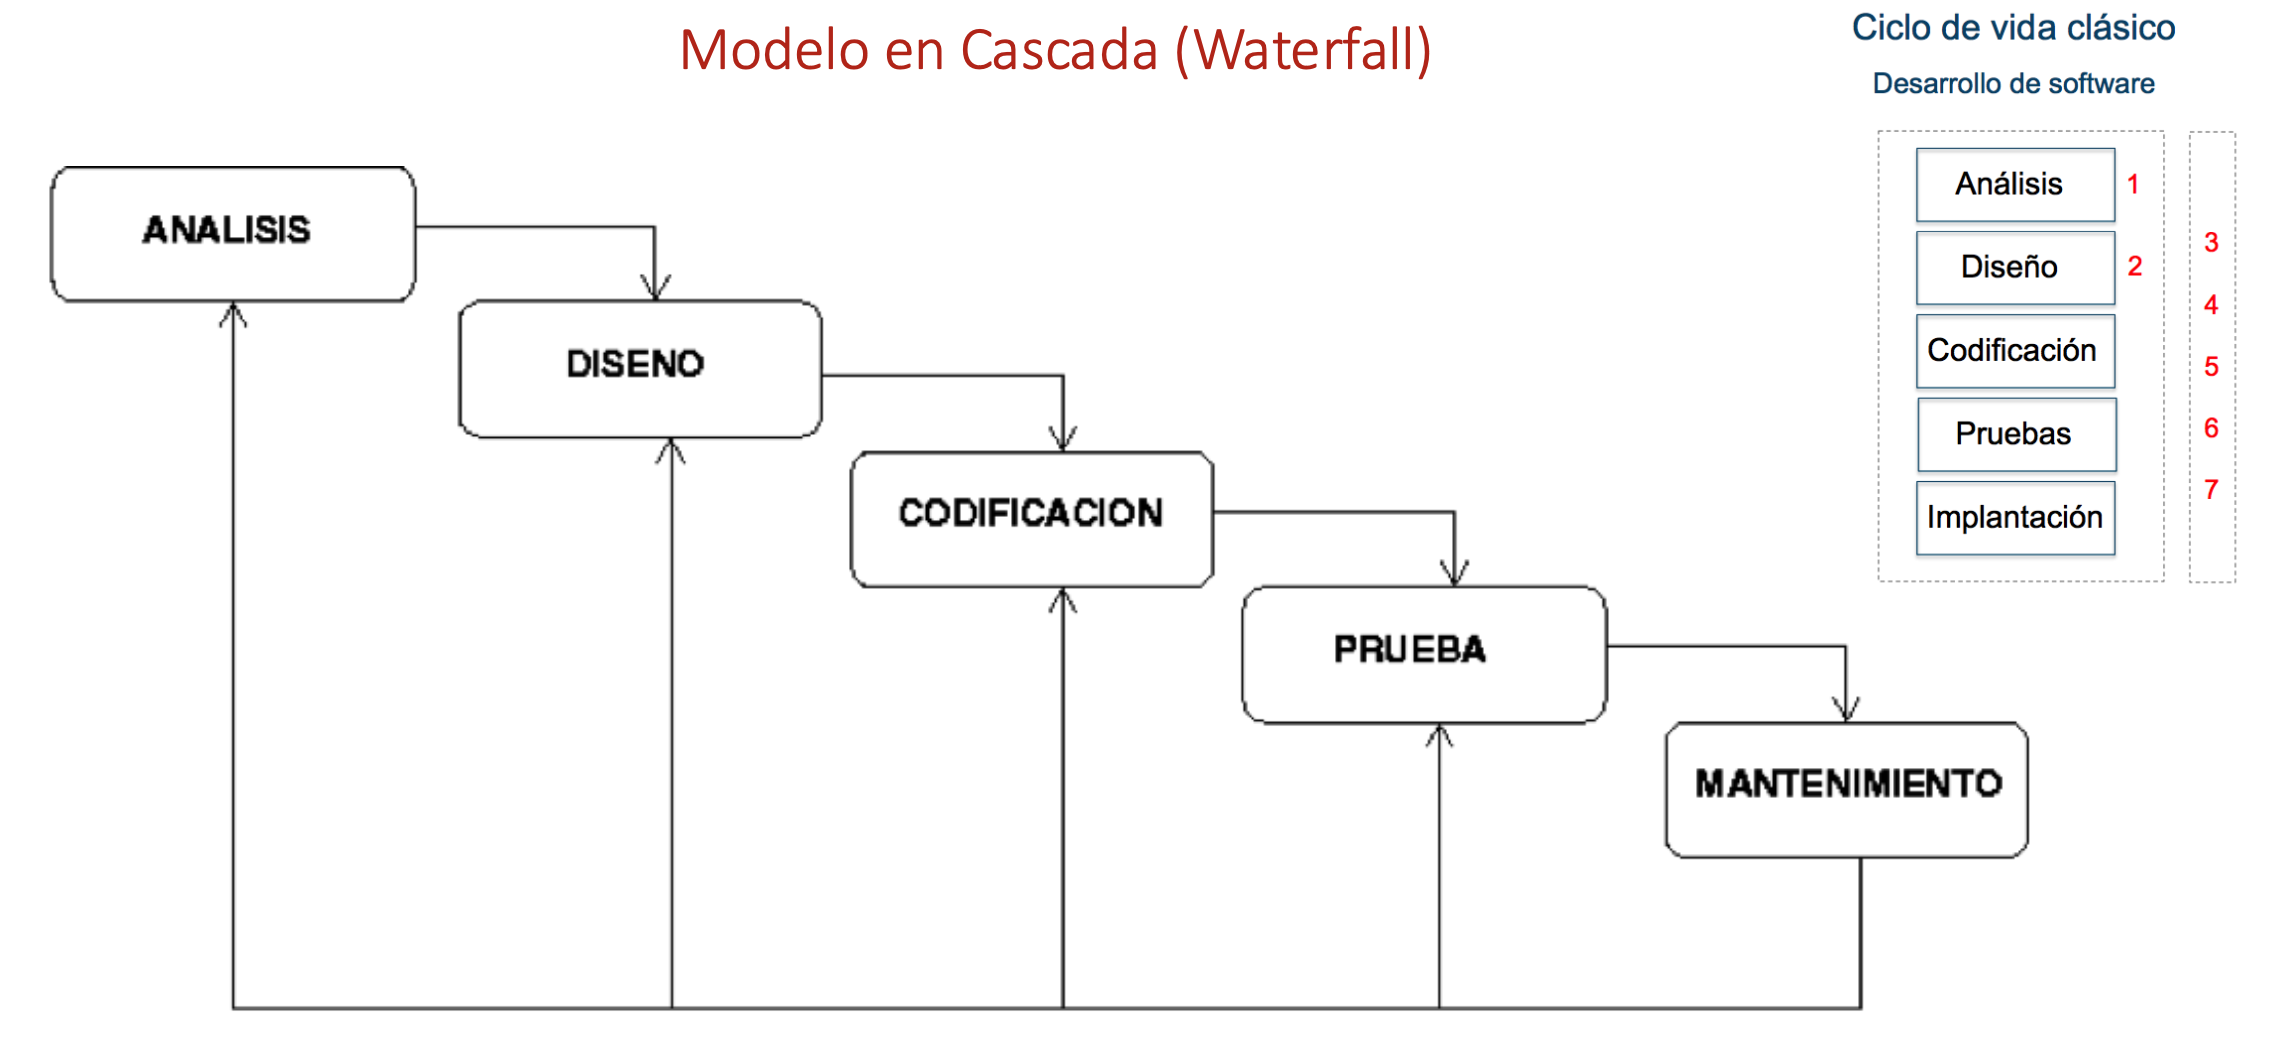 Modelo en Cascada (Waterfall)
Ciclo de vida clásico
Desarrollo de software
ANALISIS
DISENO
CODIFICACION
PRUEBA
MANTENIMIENTO
Análisis 1
Diseño 2
Codificación
Pruebas
Implantación
3
4
5
6
7